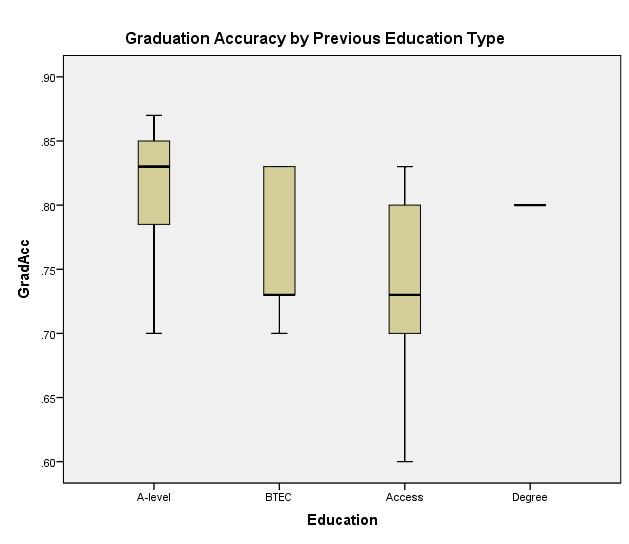 Graduation Accuracy by Previous Education Type
.90
.85
.80
.75
.70
.65
.60
GradAcc
A-level BTEC Access Degree
Education